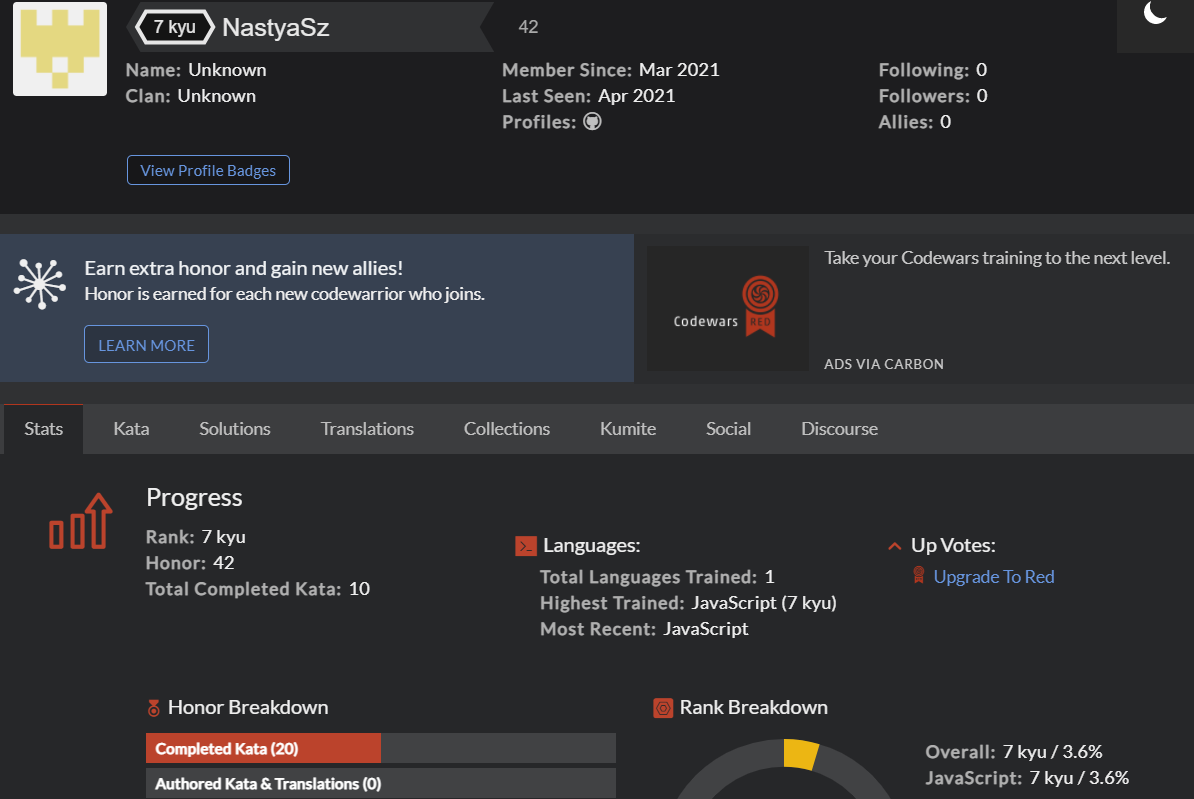 7 kyu NastyaSz 42
Name: Unknown Member Since: Mar 2021 Following: 0
Clan: Unknown Last Seen: Apr 2021 Followers: 0
Profiles: Allies: 0
View Profile Badges
Earn extra honor and gain new allies!
Honor is earned for each new codewarrior who joins.
LEARN MORE
Take your Codewars training to the next level.
Codewars RED
ADS VIA CARBON
Stats Kata Solutions Translations Collections Kumite Social Discourse
Progress
Rank: 7 kyu
Honor: 42
Total Completed Kata: 10
Languages:
Total Languages Trained: 1
Highest Trained: JavaScript (7 kyu)
Most Recent: JavaScript
Up Votes:
Upgrade To Red
Honor Breakdown
Completed Kata (20)
Authored Kata & Translations (0)
Rank Breakdown
Overall: 7 kyu / 3.6%
JavaScript: 7 kyu / 3.6%